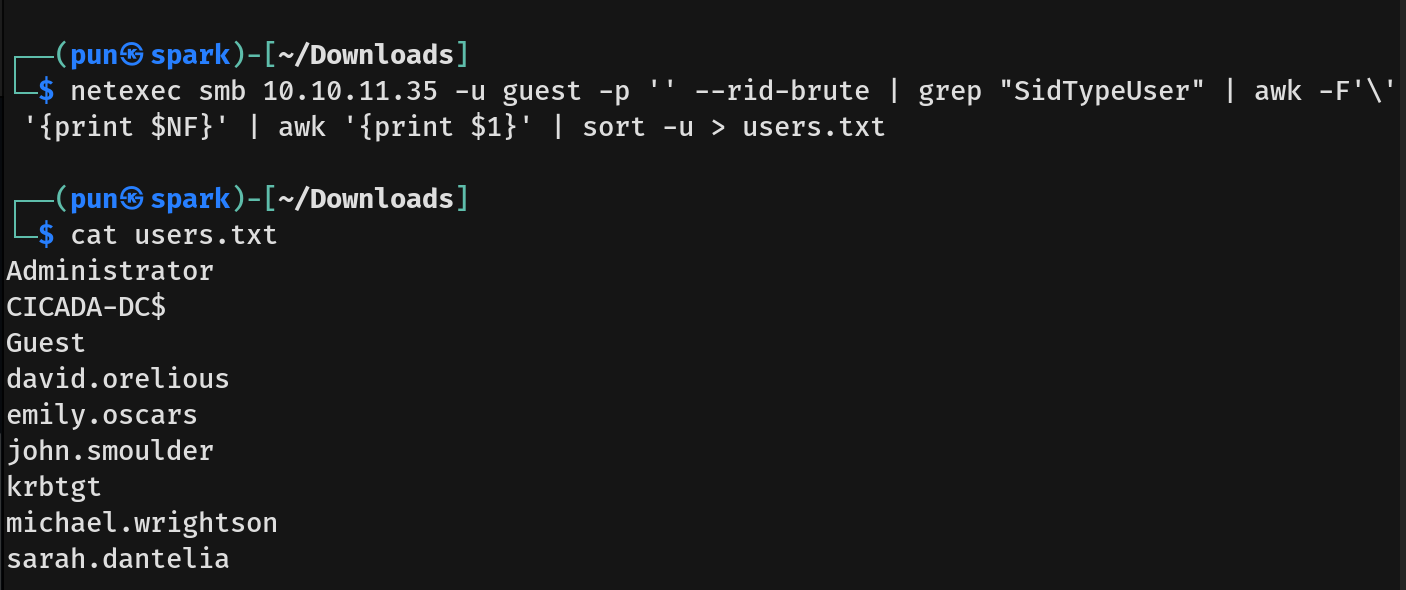 ┌──(pun㉿spark)-[~/Downloads]
└─$ netexec smb 10.10.11.35 -u guest -p '' --rid-brute | grep "SidTypeUser" | awk -F'\'
'{print $NF}' | awk '{print $1}' | sort -u > users.txt
┌──(pun㉿spark)-[~/Downloads]
└─$ cat users.txt
Administrator
CICADA-DC$
Guest
david.orelious
emily.oscars
john.smoulder
krbtgt
michael.wrightson
sarah.dantelia